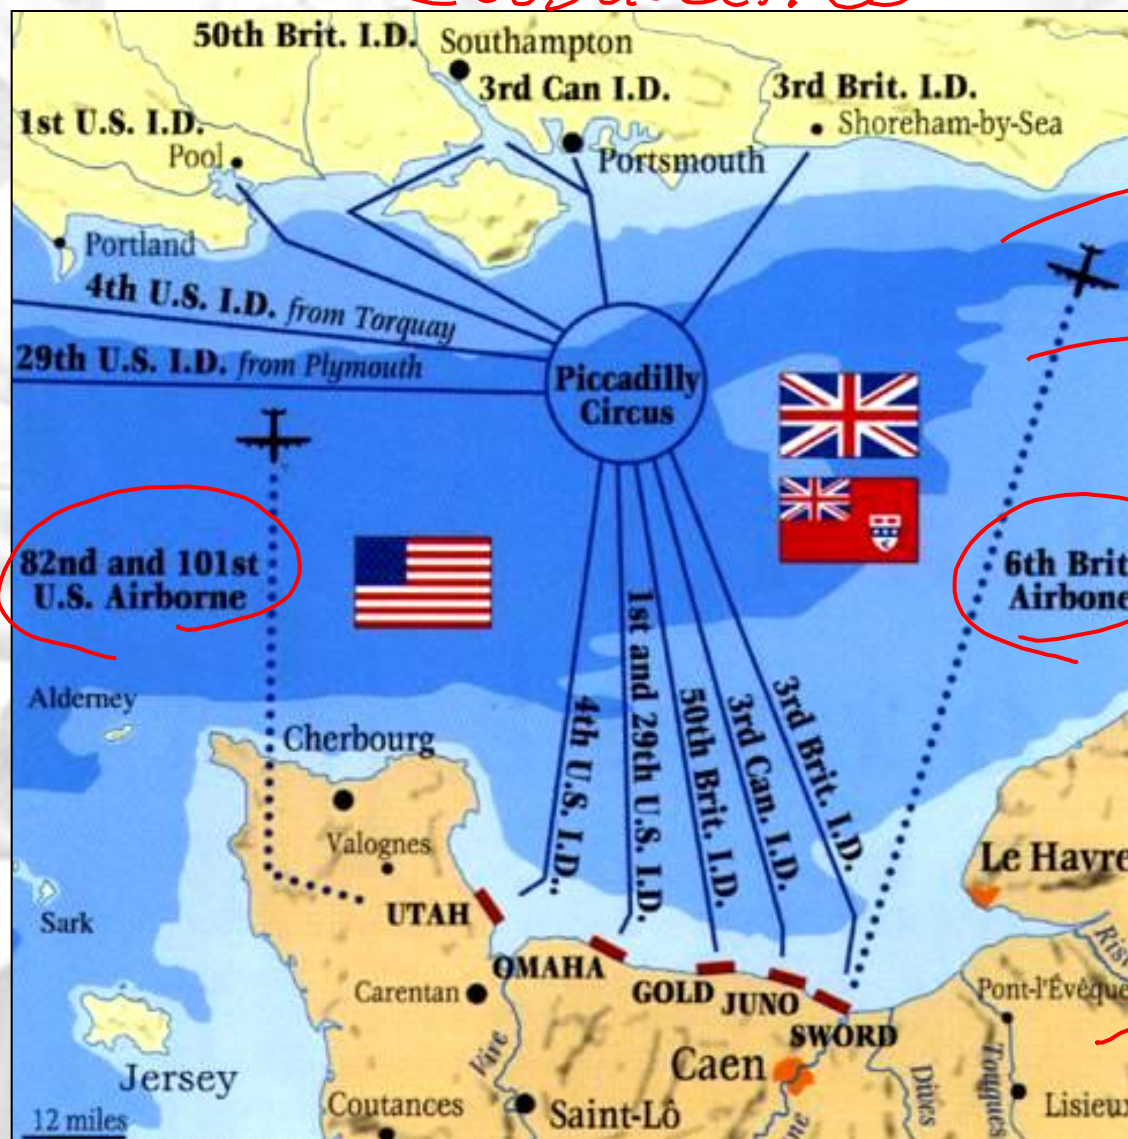 50th Brit. I.D.
Southampton
3rd Can I.D.
3rd Brit. I.D.
1st U.S. I.D.
Shoreham-by-Sea
Pool
Portsmouth
Portland
4th U.S. I.D. from Torquay
29th U.S. I.D. from Plymouth
Piccadilly
Circus
82nd and 101st
U.S. Airborne
6th Brit
Airbone
4th U.S. I.D..
1st and 29th U.S. I.D.
50th Brit. I.D.
3rd Can. I.D.
3rd Brit. I.D.
Alderney
Cherbourg
Valognes
Le Havre
UTAH
Sark
OMAHA
Carentan
GOLD
JUNO
SWORD
Pont-l'Évêque
Vire
Caen
Jersey
Dives
Touques
Coutances
Saint-Lô
Lisieux
12 miles